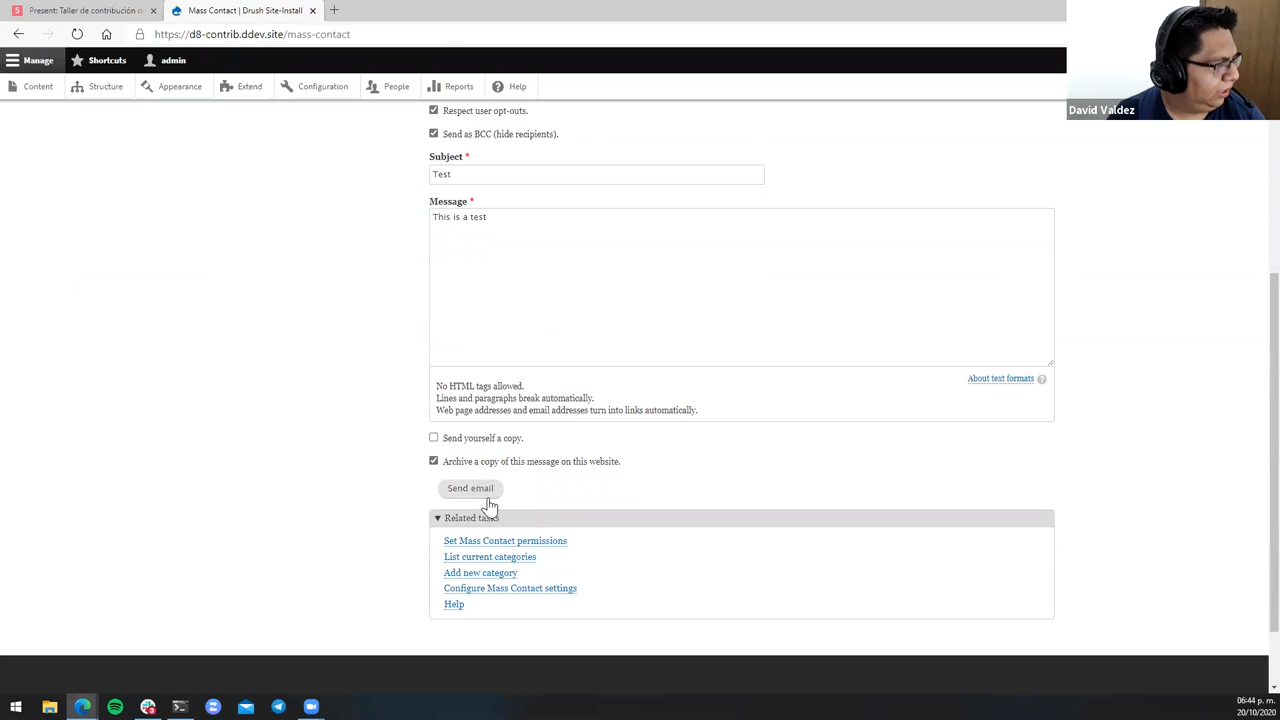 Present: Taller de contribución d
Mass Contact | Drush Site-Install
https://d8-contrib.ddev.site/mass-contact
Manage
Shortcuts
admin
Content
Structure
Appearance
Extend
Configuration
People
Reports
Help
David Valdez
Respect user opt-outs.
Send as BCC (hide recipients).
Subject *
Test
Message *
This is a test
About text formats
No HTML tags allowed.
Lines and paragraphs break automatically.
Web page addresses and email addresses turn into links automatically.
Send yourself a copy.
Archive a copy of this message on this website.
Send email
Related tasks
Set Mass Contact permissions
List current categories
Add new category
Configure Mass Contact settings
Help
06:44 p. m.
20/10/2020